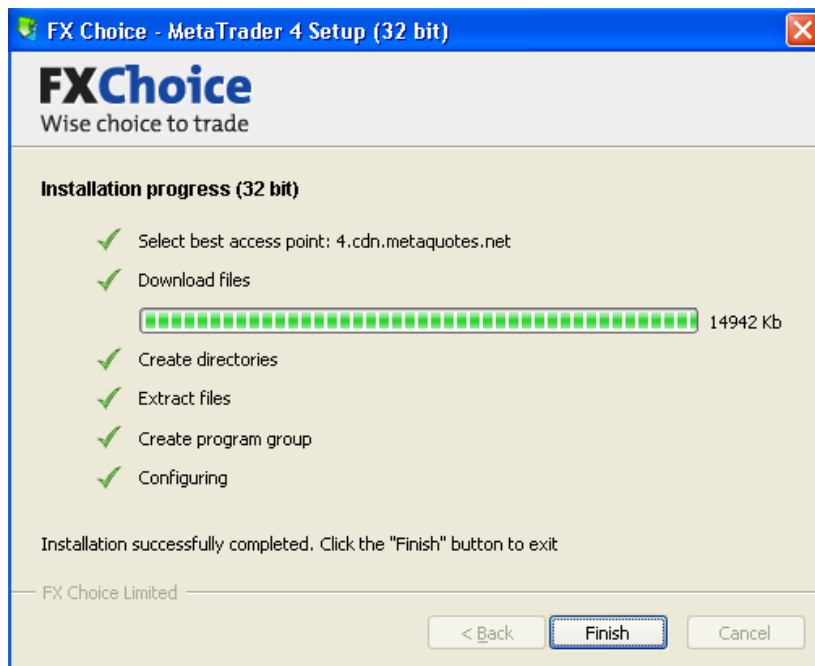 FX Choice - MetaTrader 4 Setup (32 bit)
FXChoice
Wise choice to trade
Installation progress (32 bit)
Select best access point: 4.cdn.metaquotes.net
Download files
14942 Kb
Create directories
Extract files
Create program group
Configuring
Installation successfully completed. Click the "Finish" button to exit
FX Choice Limited
< Back Finish Cancel